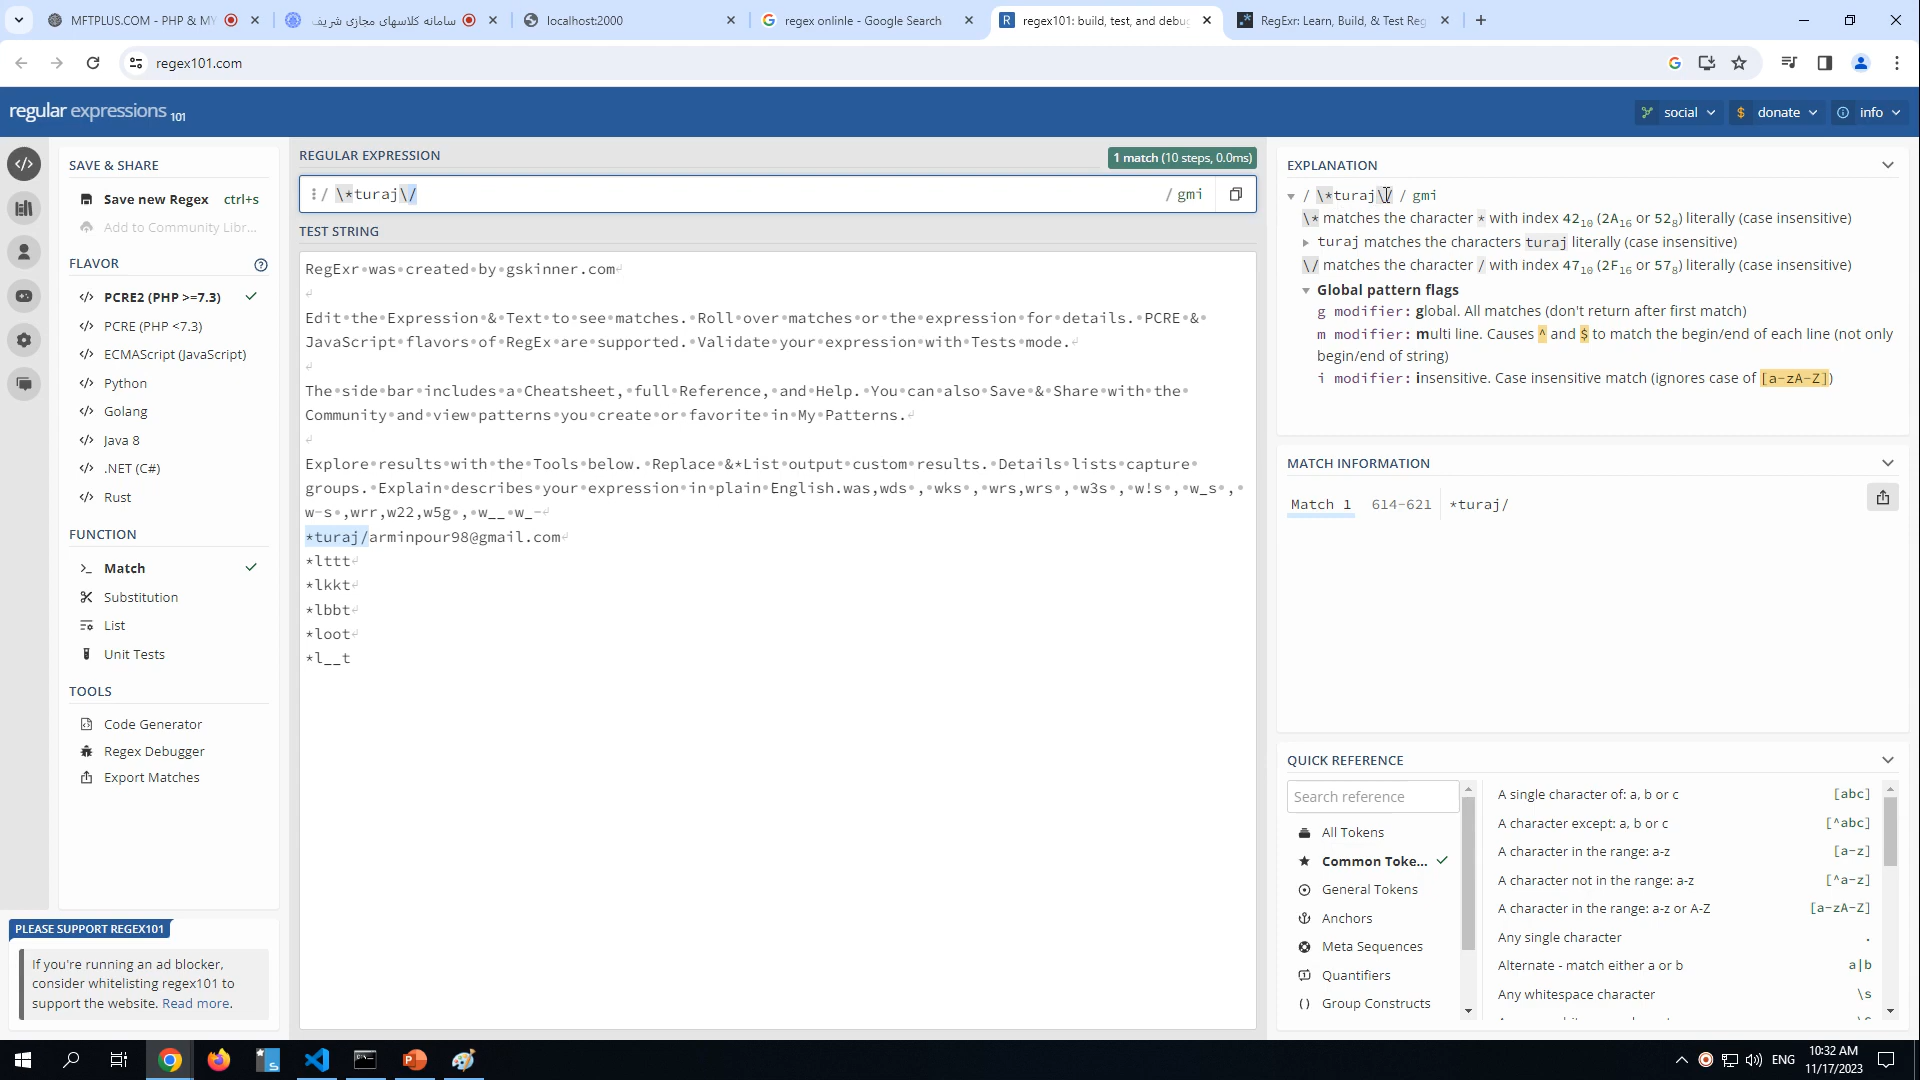 MFTPLUS.COM - PHP & MY
سامانه کلاسهای مجازی شریف
localhost:2000
regex onlinle - Google Search
regex101: build, test, and debug
RegExr: Learn, Build, & Test Reg
regex101.com
regular expressions 101
social
$ donate
info
SAVE & SHARE
Save new Regex ctrl+s
Add to Community Libr...
FLAVOR
</> PCRE2 (PHP >=7.3)
</> PCRE (PHP <7.3)
</> ECMAScript (JavaScript)
</> Python
</> Golang
</> Java 8
</> .NET (C#)
</> Rust
FUNCTION
>_ Match
Substitution
List
Unit Tests
TOOLS
Code Generator
Regex Debugger
Export Matches
PLEASE SUPPORT REGEX101
If you're running an ad blocker,
consider whitelisting regex101 to
support the website. Read more.
REGULAR EXPRESSION
1 match (10 steps, 0.0ms)
/ \*turaj\/ / gmi
TEST STRING
RegExr•was•created•by•gskinner.com↵
↵
Edit•the•Expression•&•Text•to•see•matches.•Roll•over•matches•or•the•expression•for•details.•PCRE•&•
JavaScript•flavors•of•RegEx•are•supported.•Validate•your•expression•with•Tests•mode.↵
↵
The•side•bar•includes•a•Cheatsheet,•full•Reference,•and•Help.•You•can•also•Save•&•Share•with•the•
Community•and•view•patterns•you•create•or•favorite•in•My•Patterns.↵
↵
Explore•results•with•the•Tools•below.•Replace•&•*List•output•custom•results.•Details•lists•capture•
groups.•Explain•describes•your•expression•in•plain•English.was,wds•,•wks•,•wrs,wrs•,•w3s•,•w!s•,•w_s•,•
w-s•,wrr,w22,w5g•,•w__•w_-↵
*turaj/arminpour98@gmail.com↵
*lttt↵
*lkkt↵
*lbbt↵
*loot↵
*l__t
EXPLANATION
/ \*turaj\/ / gmi
\* matches the character * with index 42₁₀ (2A₁₆ or 52₈) literally (case insensitive)
turaj matches the characters turaj literally (case insensitive)
\/ matches the character / with index 47₁₀ (2F₁₆ or 57₈) literally (case insensitive)
Global pattern flags
g modifier: global. All matches (don't return after first match)
m modifier: multi line. Causes ^ and $ to match the begin/end of each line (not only
begin/end of string)
i modifier: insensitive. Case insensitive match (ignores case of [a-zA-Z])
MATCH INFORMATION
Match 1 614-621 *turaj/
QUICK REFERENCE
Search reference
All Tokens
Common Toke...
General Tokens
Anchors
Meta Sequences
Quantifiers
Group Constructs
A single character of: a, b or c [abc]
A character except: a, b or c [^abc]
A character in the range: a-z [a-z]
A character not in the range: a-z [^a-z]
A character in the range: a-z or A-Z [a-zA-Z]
Any single character .
Alternate - match either a or b a|b
Any whitespace character \s
ENG
10:32 AM
11/17/2023